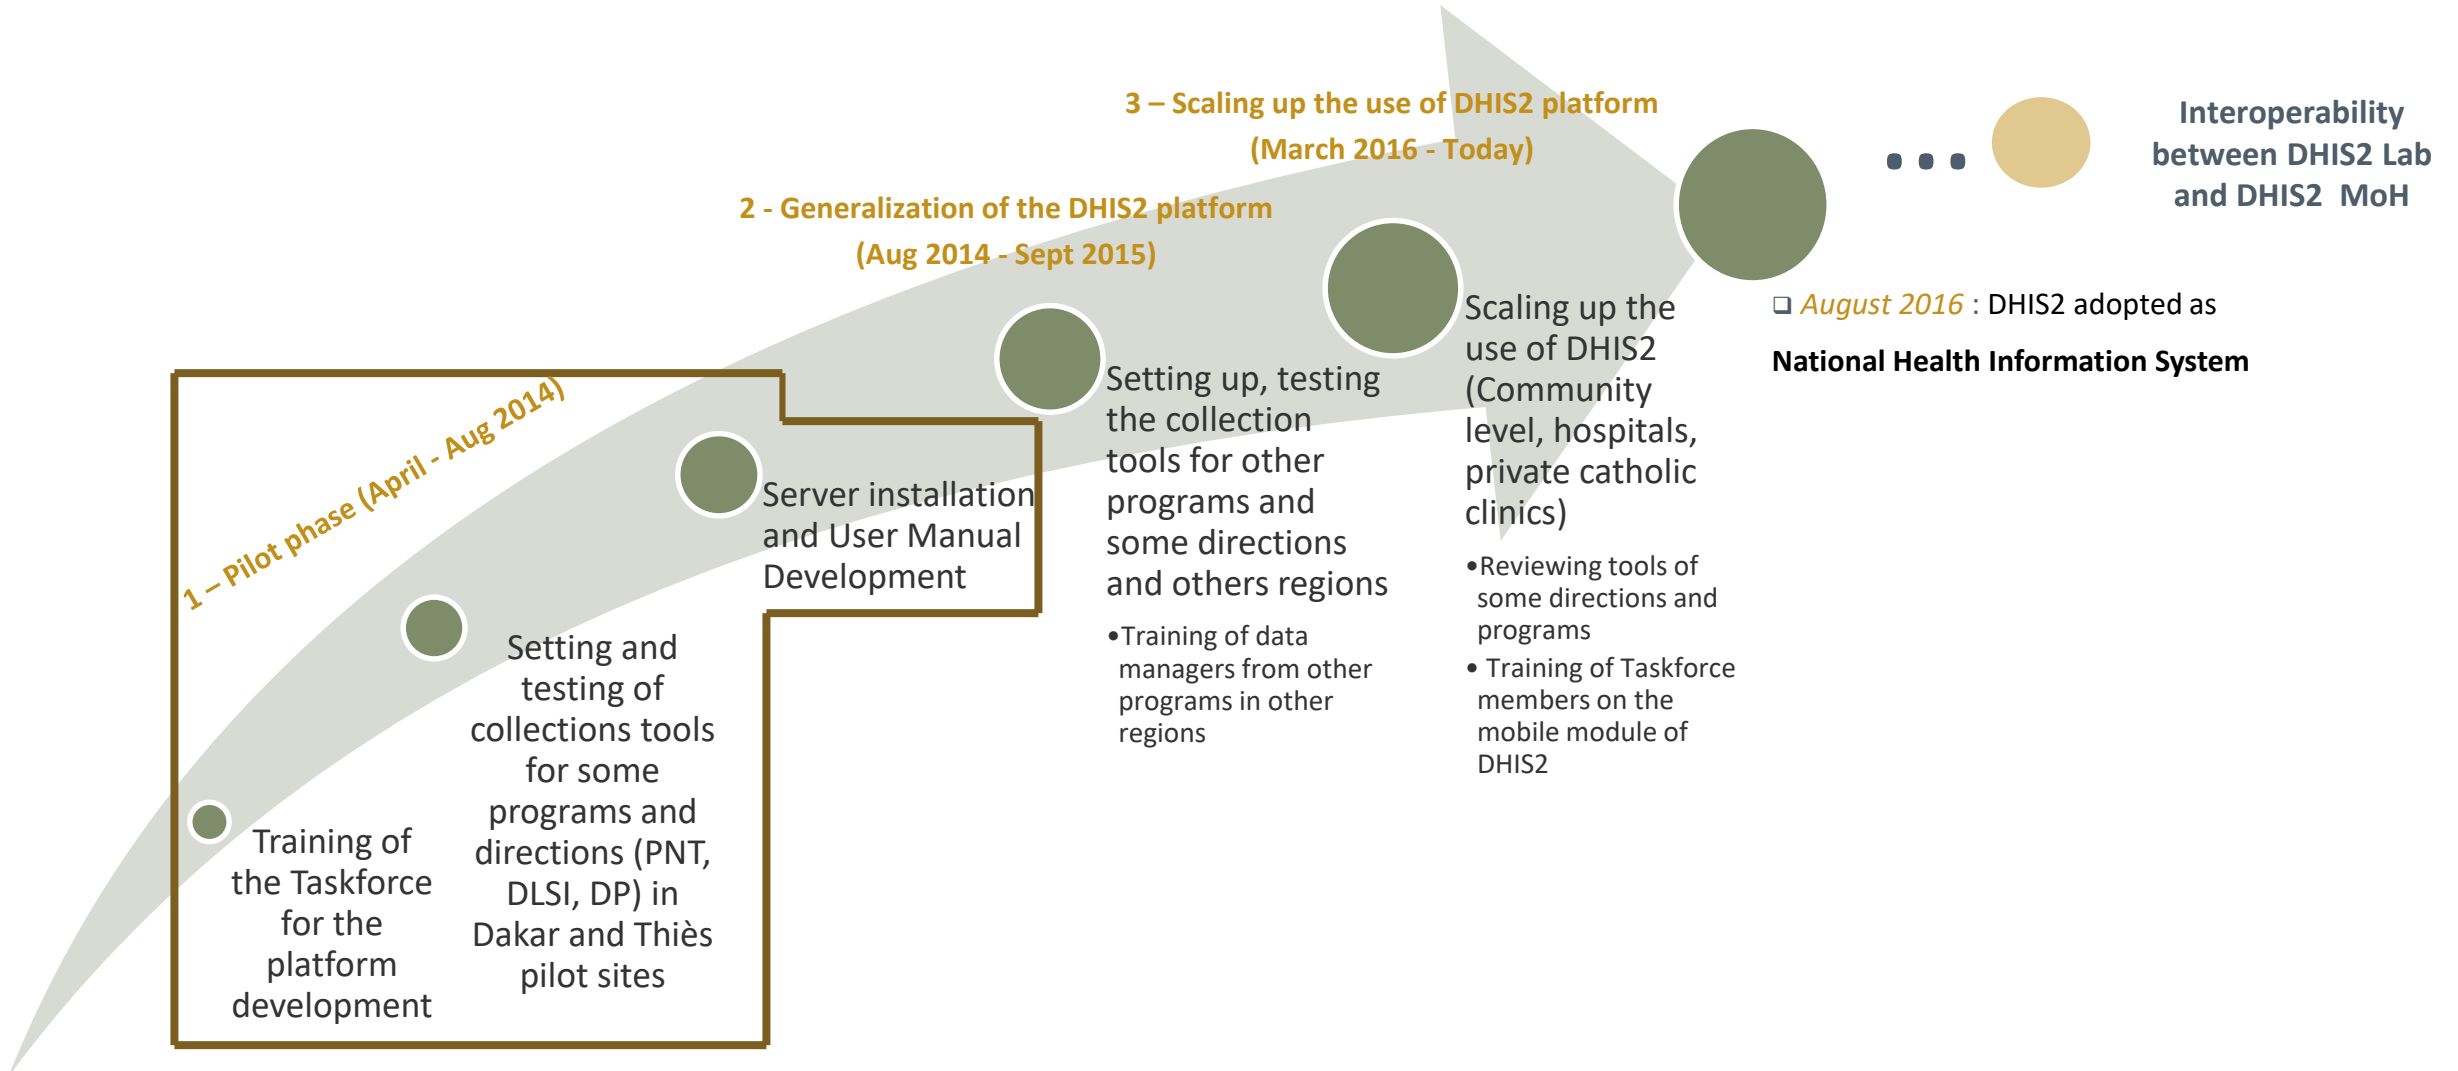 1 – Pilot phase (April - Aug 2014)
Training of
the Taskforce
for the
platform
development
Setting and
testing of
collections tools
for some
programs and
directions (PNT,
DLSI, DP) in
Dakar and Thiès
pilot sites
Server installation
and User Manual
Development
2 - Generalization of the DHIS2 platform
(Aug 2014 - Sept 2015)
Setting up, testing
the collection
tools for other
programs and
some directions
and others regions
•Training of data
managers from other
programs in other
regions
3 – Scaling up the use of DHIS2 platform
(March 2016 - Today)
Scaling up the
use of DHIS2
(Community
level, hospitals,
private catholic
clinics)
•Reviewing tools of
some directions and
programs
• Training of Taskforce
members on the
mobile module of
DHIS2
❑ August 2016 : DHIS2 adopted as
National Health Information System
...
Interoperability
between DHIS2 Lab
and DHIS2 MoH